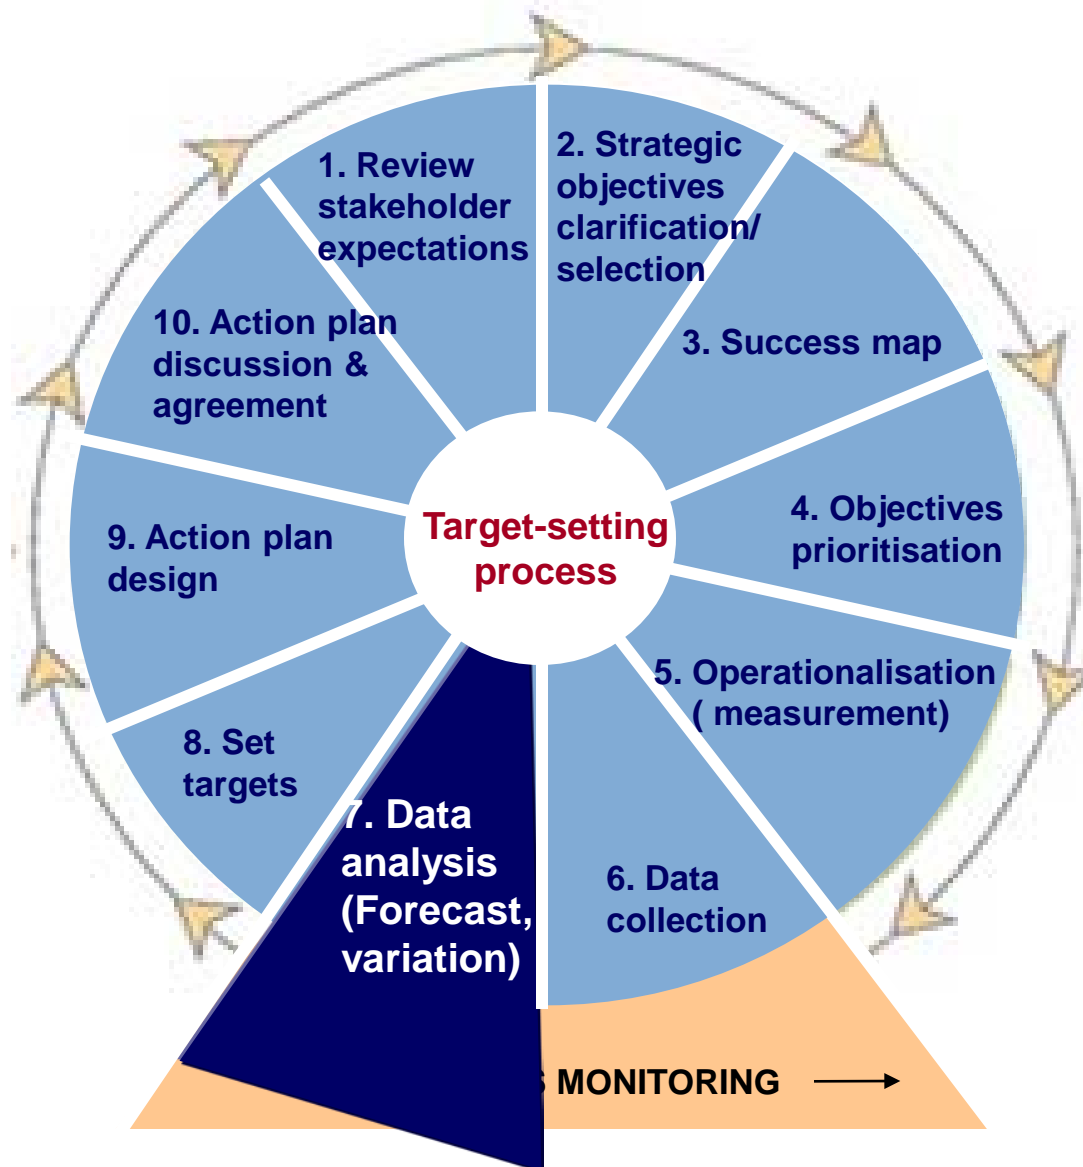 1. Review
stakeholder
expectations
2. Strategic
objectives
clarification/
selection
3. Success map
4. Objectives
prioritisation
5. Operationalisation
( measurement)
6. Data
collection
7. Data
analysis
(Forecast,
variation)
8. Set
targets
9. Action plan
design
10. Action plan
discussion &
agreement
Target-setting
process
MONITORING